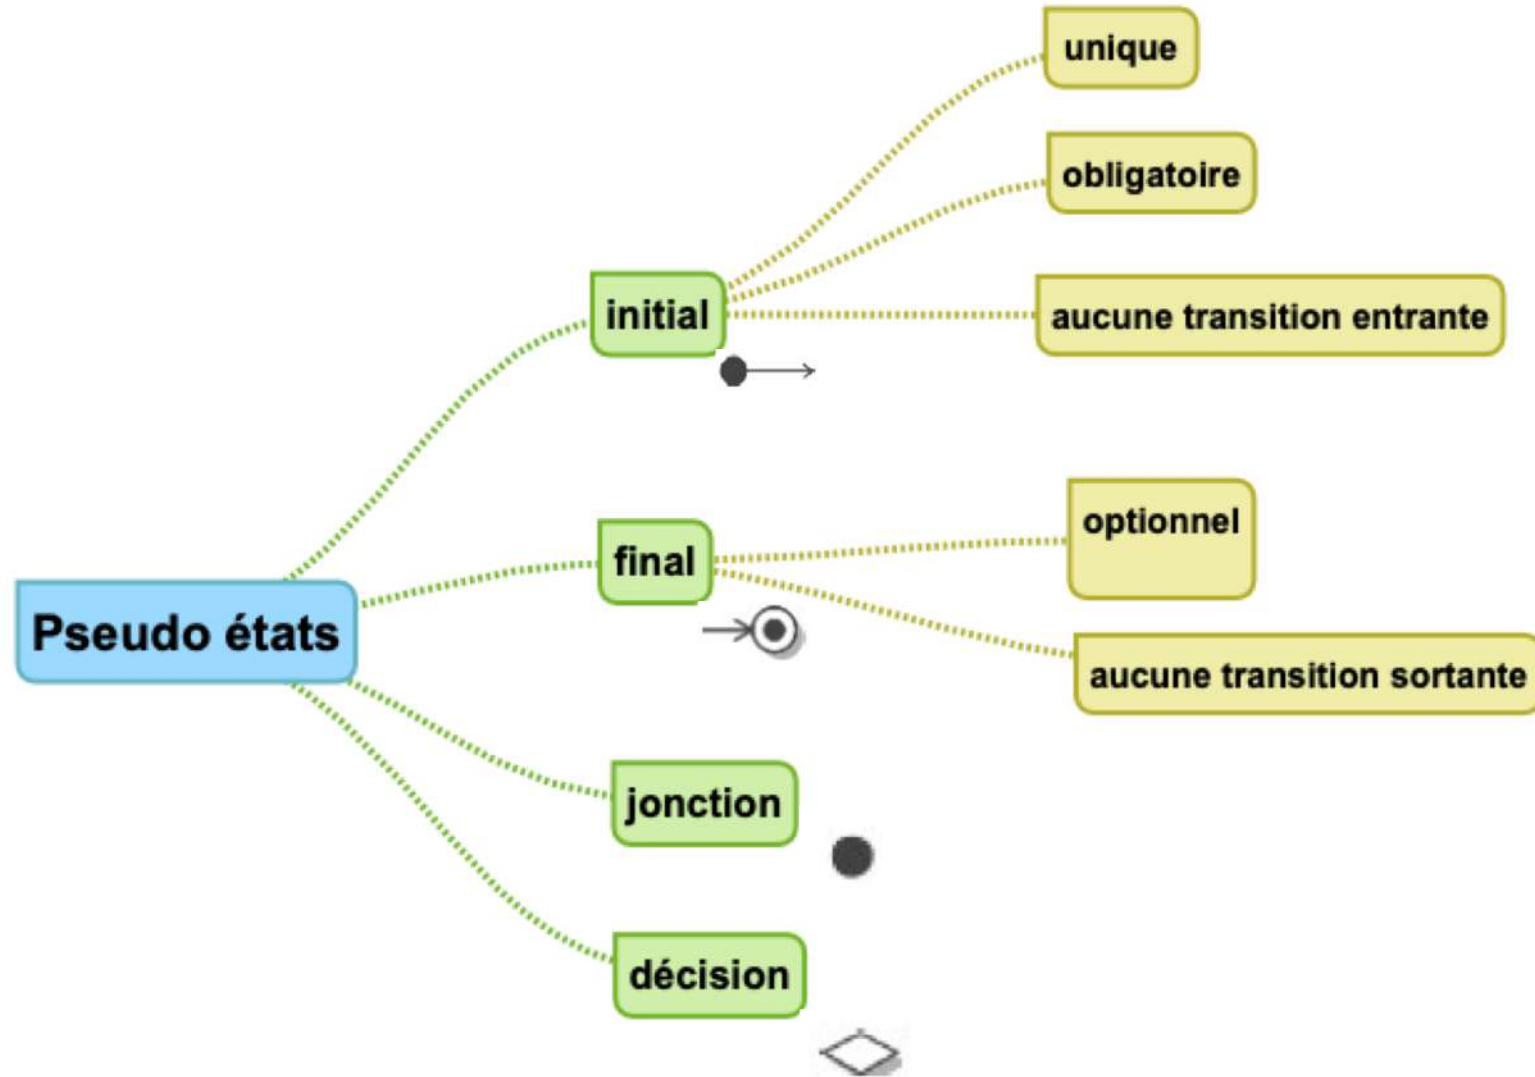 unique
obligatoire
initial
aucune transition entrante
optionnel
final
Pseudo états
aucune transition sortante
jonction
décision